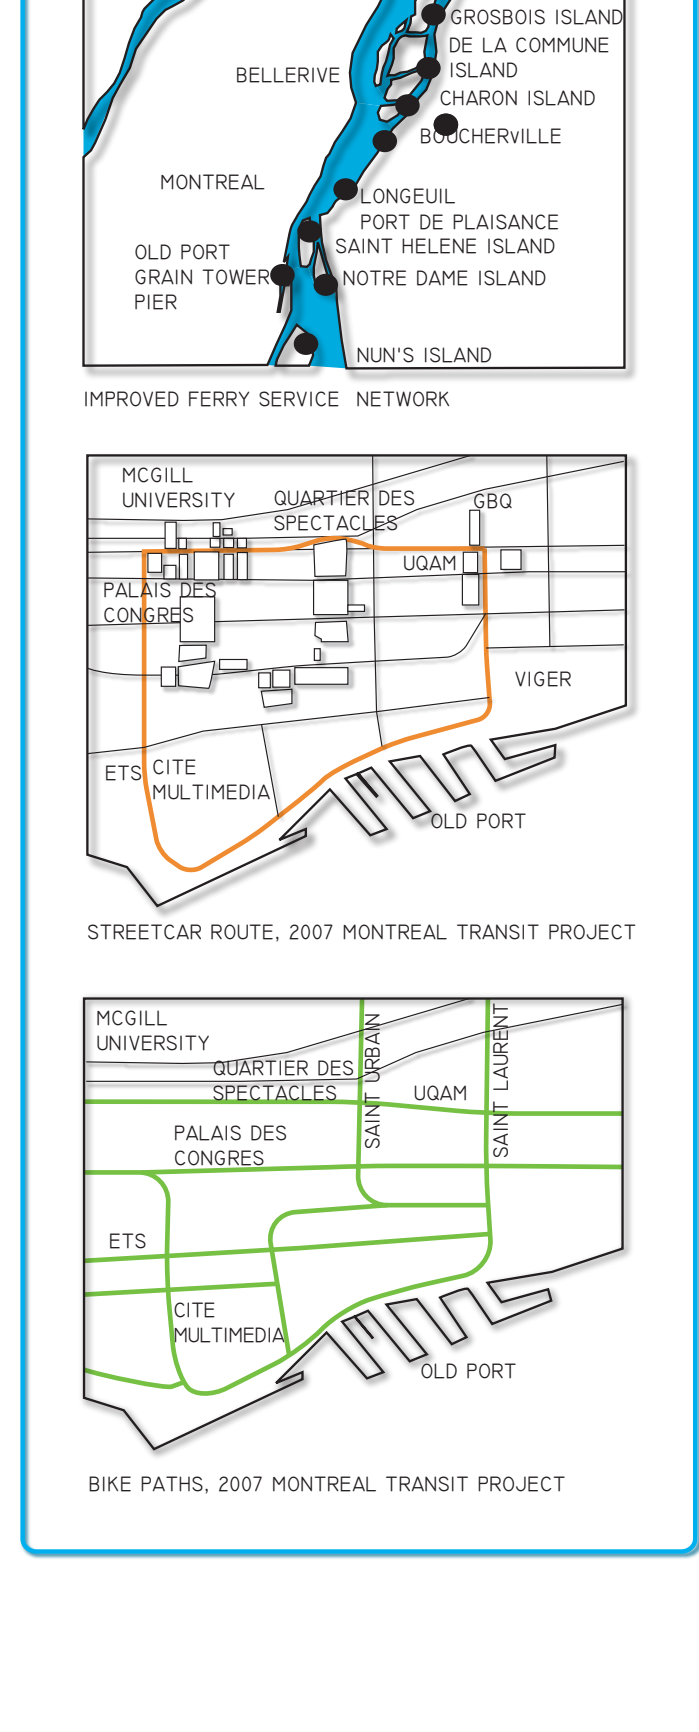 GROSBOIS ISLAND
DE LA COMMUNE
ISLAND
BELLERIVE
CHARON ISLAND
BOUCHERVILLE
MONTREAL
LONGEUIL
PORT DE PLAISANCE
SAINT HELENE ISLAND
OLD PORT
GRAIN TOWER
PIER
NOTRE DAME ISLAND
NUN'S ISLAND
IMPROVED FERRY SERVICE NETWORK
MCGILL
UNIVERSITY
QUARTIER DES
SPECTACLES
GBQ
UQAM
PALAIS DES
CONGRES
VIGER
ETS
CITE
MULTIMEDIA
OLD PORT
STREETCAR ROUTE, 2007 MONTREAL TRANSIT PROJECT
MCGILL
UNIVERSITY
SAINT URBAIN
SAINT LAURENT
QUARTIER DES
SPECTACLES
UQAM
PALAIS DES
CONGRES
ETS
CITE
MULTIMEDIA
OLD PORT
BIKE PATHS, 2007 MONTREAL TRANSIT PROJECT